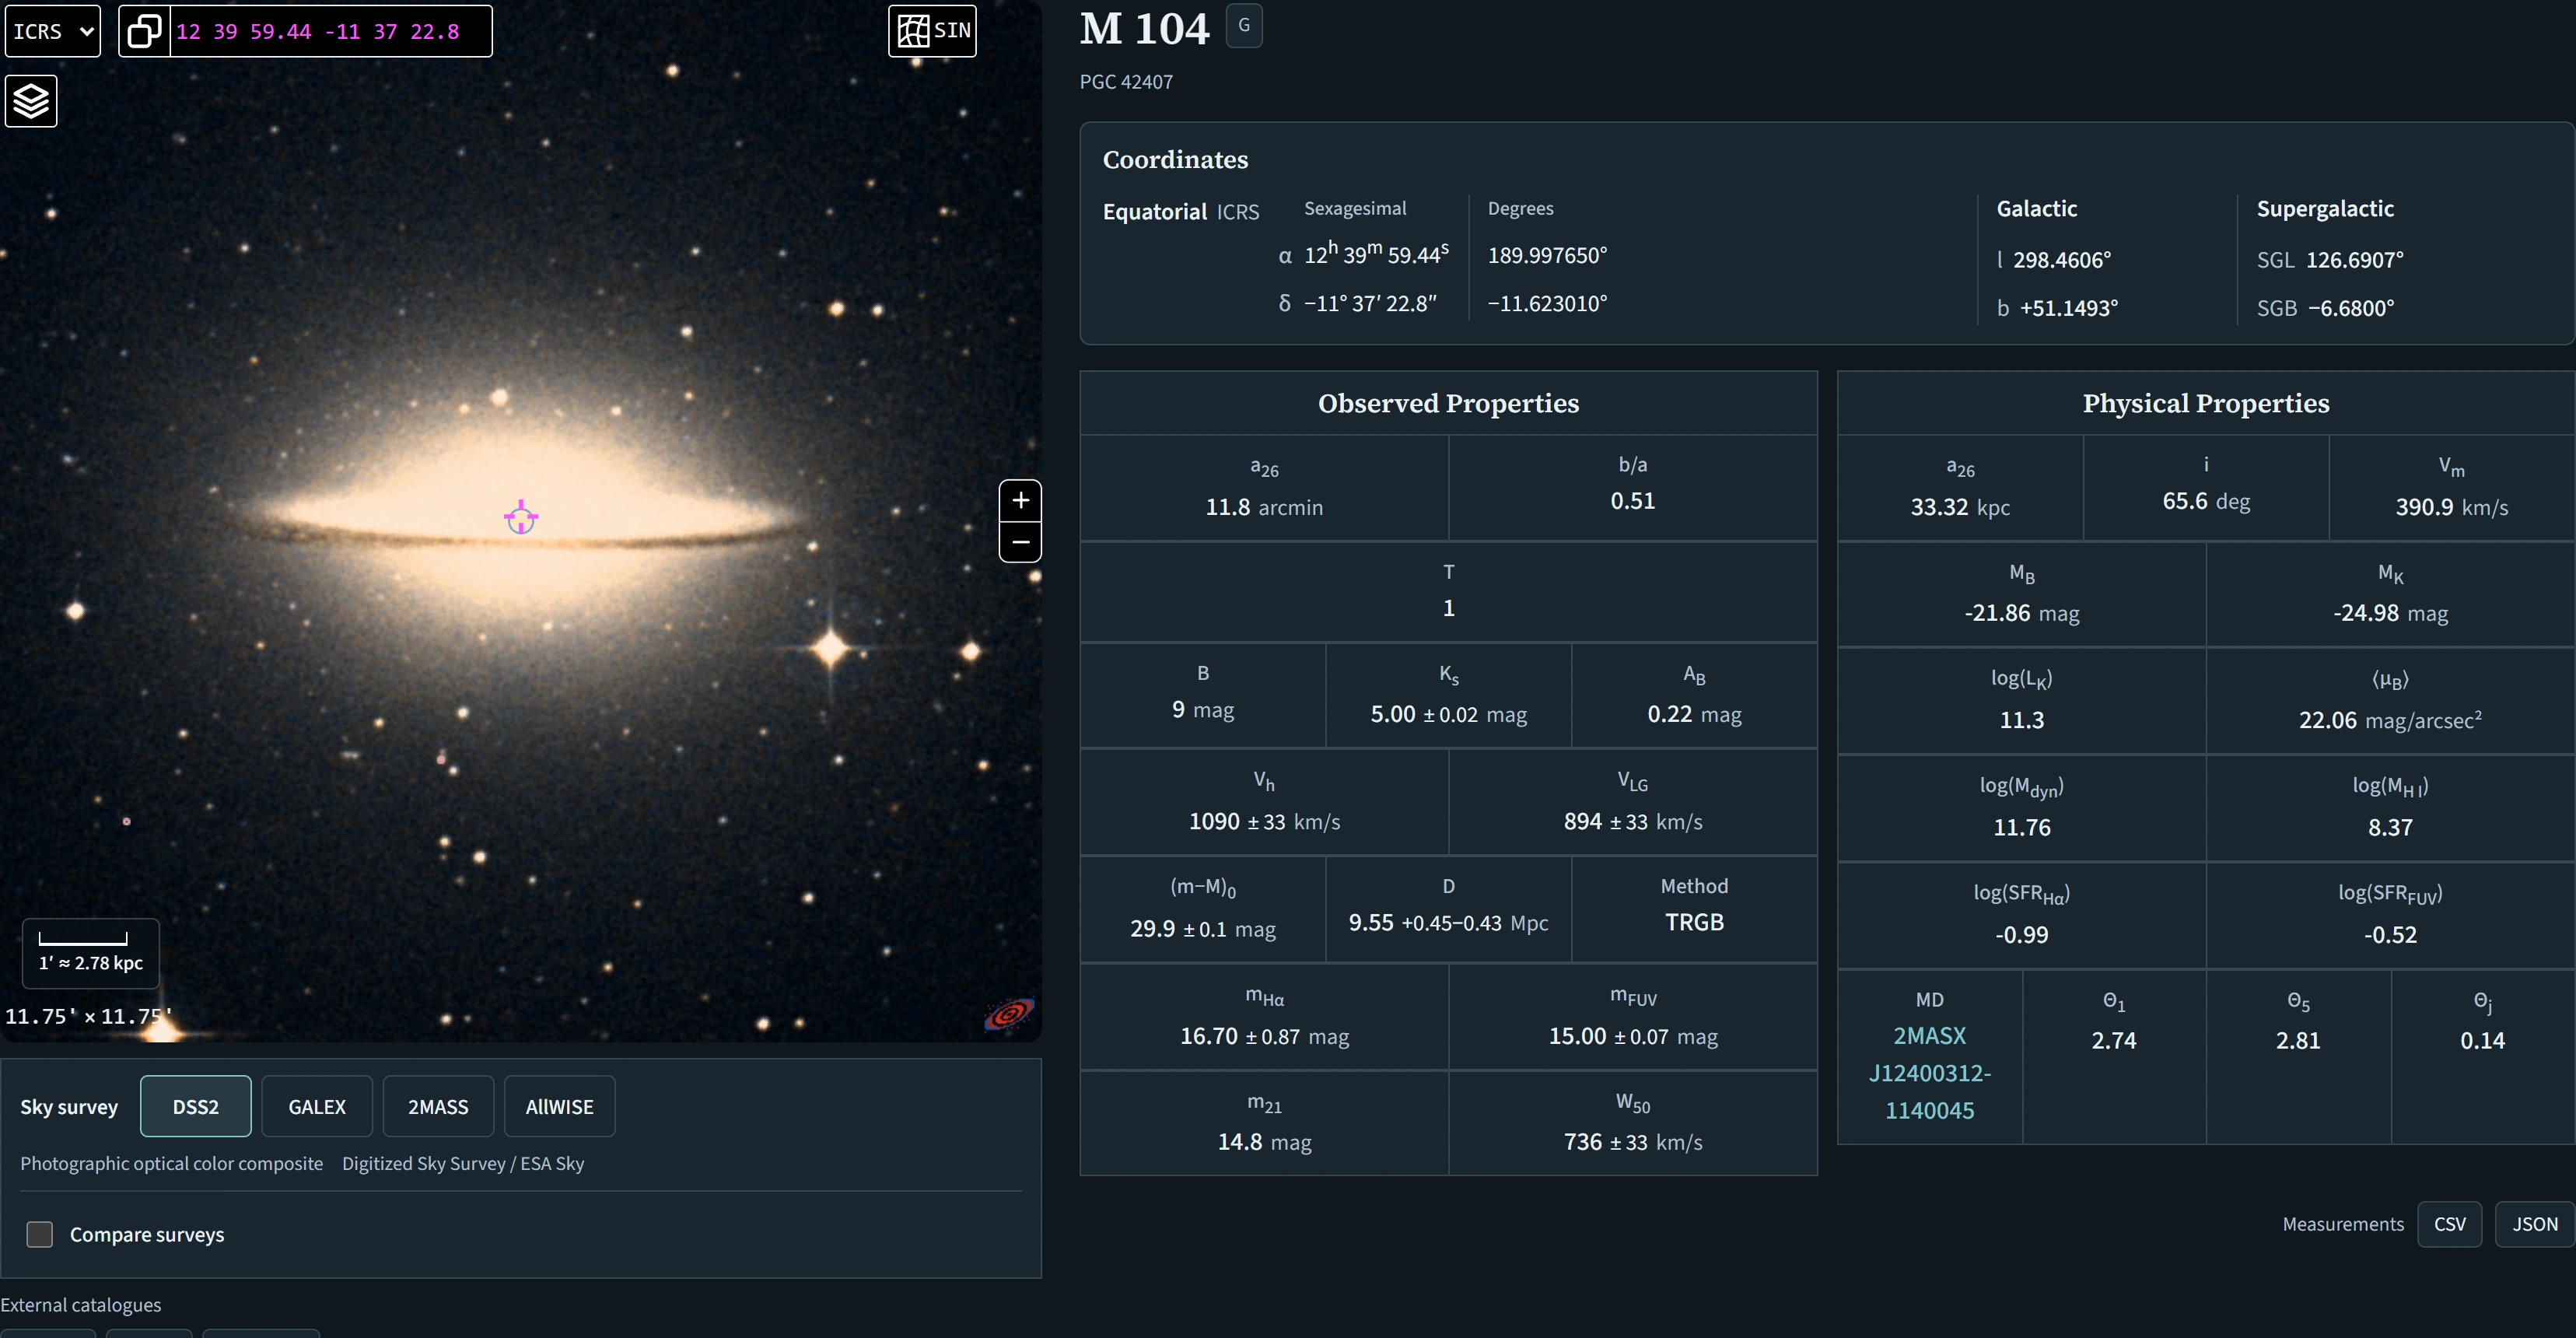 ICRS
12 39 59.44 -11 37 22.8
SIN
+
−
1′ ≈ 2.78 kpc
11.75' × 11.75'
Sky survey DSS2 GALEX 2MASS AllWISE
Photographic optical color composite Digitized Sky Survey / ESA Sky
Compare surveys
External catalogues
M 104 G
PGC 42407
Coordinates
Equatorial ICRS Sexagesimal Degrees Galactic Supergalactic
α 12h 39m 59.44s 189.997650° l 298.4606° SGL 126.6907°
δ −11° 37′ 22.8″ −11.623010° b +51.1493° SGB −6.6800°
Observed Properties
a26 b/a
11.8 arcmin 0.51
T
1
B Ks AB
9 mag 5.00 ± 0.02 mag 0.22 mag
Vh VLG
1090 ± 33 km/s 894 ± 33 km/s
(m−M)0 D Method
29.9 ± 0.1 mag 9.55 +0.45−0.43 Mpc TRGB
mHα mFUV
16.70 ± 0.87 mag 15.00 ± 0.07 mag
m21 W50
14.8 mag 736 ± 33 km/s
Physical Properties
a26 i Vm
33.32 kpc 65.6 deg 390.9 km/s
MB MK
-21.86 mag -24.98 mag
log(LK) ⟨μB⟩
11.3 22.06 mag/arcsec²
log(Mdyn) log(MH I)
11.76 8.37
log(SFRHα) log(SFRFUV)
-0.99 -0.52
MD Θ1 Θ5 Θj
2MASX 2.74 2.81 0.14
J12400312-
1140045
Measurements CSV JSON